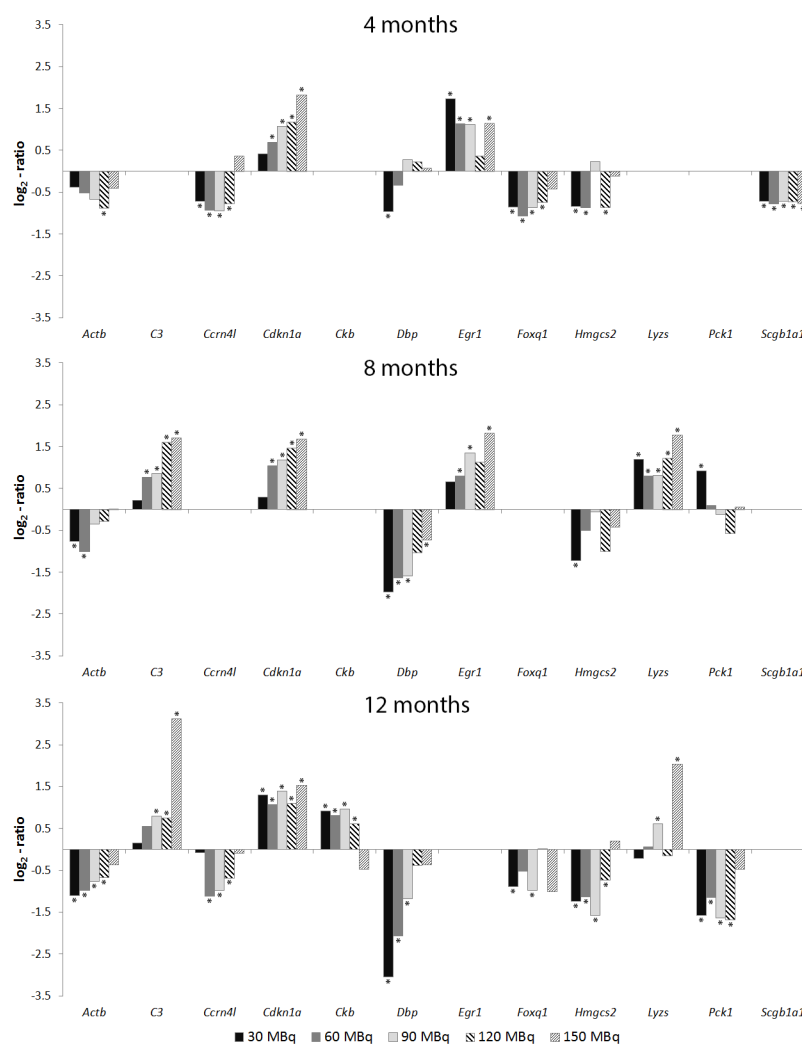 4 months
3.5
2.5
1.5
0.5
-0.5
-1.5
-2.5
-3.5
log2 - ratio
* * * * * * * * * * * * * * * * * * * * * * * * * *
Actb C3 Ccrn4l Cdkn1a Ckb Dbp Egr1 Foxq1 Hmgcs2 Lyzs Pck1 Scgb1a1
8 months
3.5
2.5
1.5
0.5
-0.5
-1.5
-2.5
-3.5
log2 - ratio
Actb C3 Ccrn4l Cdkn1a Ckb Dbp Egr1 Foxq1 Hmgcs2 Lyzs Pck1 Scgb1a1
12 months
3.5
2.5
1.5
0.5
-0.5
-1.5
-2.5
-3.5
log2 - ratio
Actb C3 Ccrn4l Cdkn1a Ckb Dbp Egr1 Foxq1 Hmgcs2 Lyzs Pck1 Scgb1a1
30 MBq 60 MBq 90 MBq 120 MBq 150 MBq